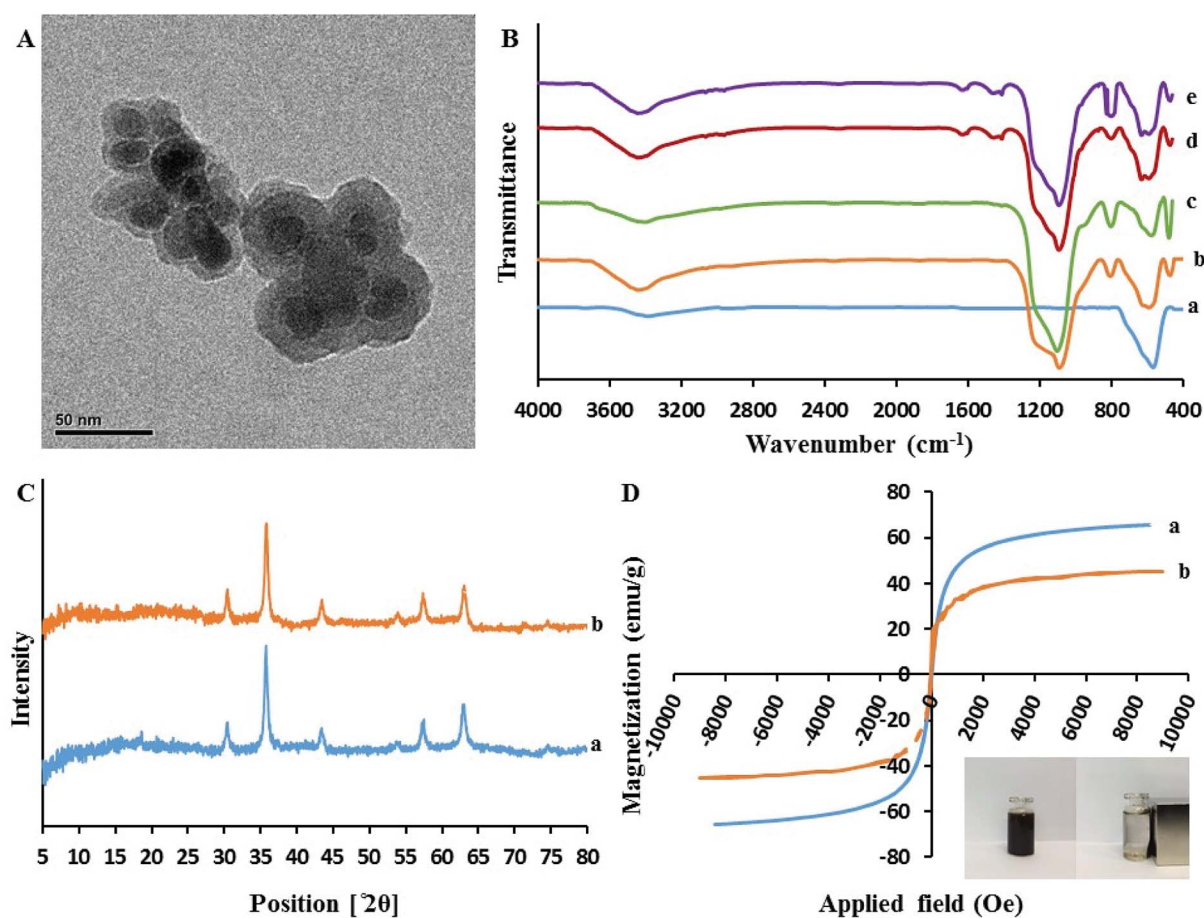 A
50 nm
B
Transmittance
e
d
c
b
a
4000 3600 3200 2800 2400 2000 1600 1200 800 400
Wavenumber (cm⁻¹)
C
Intensity
b
a
5 10 15 20 25 30 35 40 45 50 55 60 65 70 75 80
Position [°2θ]
D
Magnetization (emu/g)
80
60
40
20
0
-20
-40
-60
-80
a
b
-10000 -8000 -6000 -4000 -2000 0 2000 4000 6000 8000 10000
Applied field (Oe)